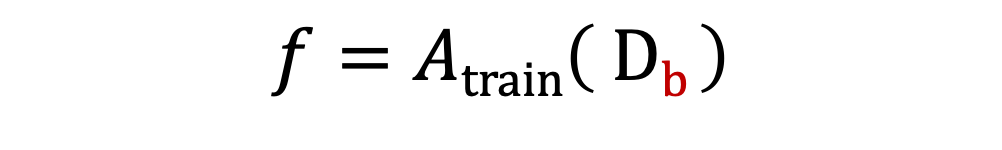 f = A_train( D_b )